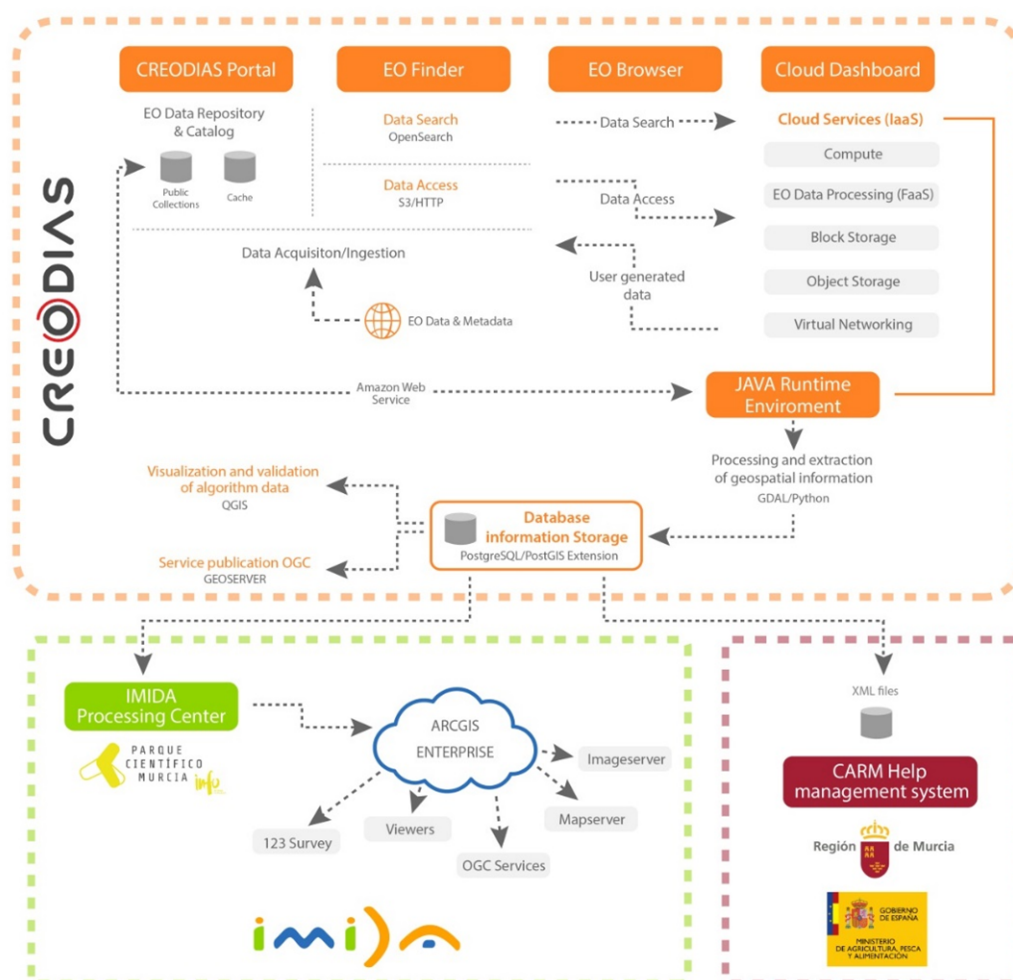 CREODIAS
CREODIAS Portal
EO Finder
EO Browser
Cloud Dashboard
EO Data Repository
& Catalog
Public
Collections
Cache
Data Search
OpenSearch
Data Access
S3/HTTP
Data Search
Data Access
User generated
data
Cloud Services (IaaS)
Compute
EO Data Processing (FaaS)
Block Storage
Object Storage
Virtual Networking
Data Acquisiton/Ingestion
EO Data & Metadata
Amazon Web
Service
JAVA Runtime
Enviroment
Processing and extraction
of geospatial information
GDAL/Python
Visualization and validation
of algorithm data
QGIS
Database
information Storage
PostgreSQL/PostGIS Extension
Service publication OGC
GEOSERVER
IMIDA
Processing Center
PARQUE
CIENTÍFICO
MURCIA
info
ARCGIS
ENTERPRISE
Imageserver
Mapserver
Viewers
123 Survey
OGC Services
imida
XML files
CARM Help
management system
Región de Murcia
GOBIERNO
DE ESPAÑA
MINISTERIO
DE AGRICULTURA, PESCA
Y ALIMENTACIÓN